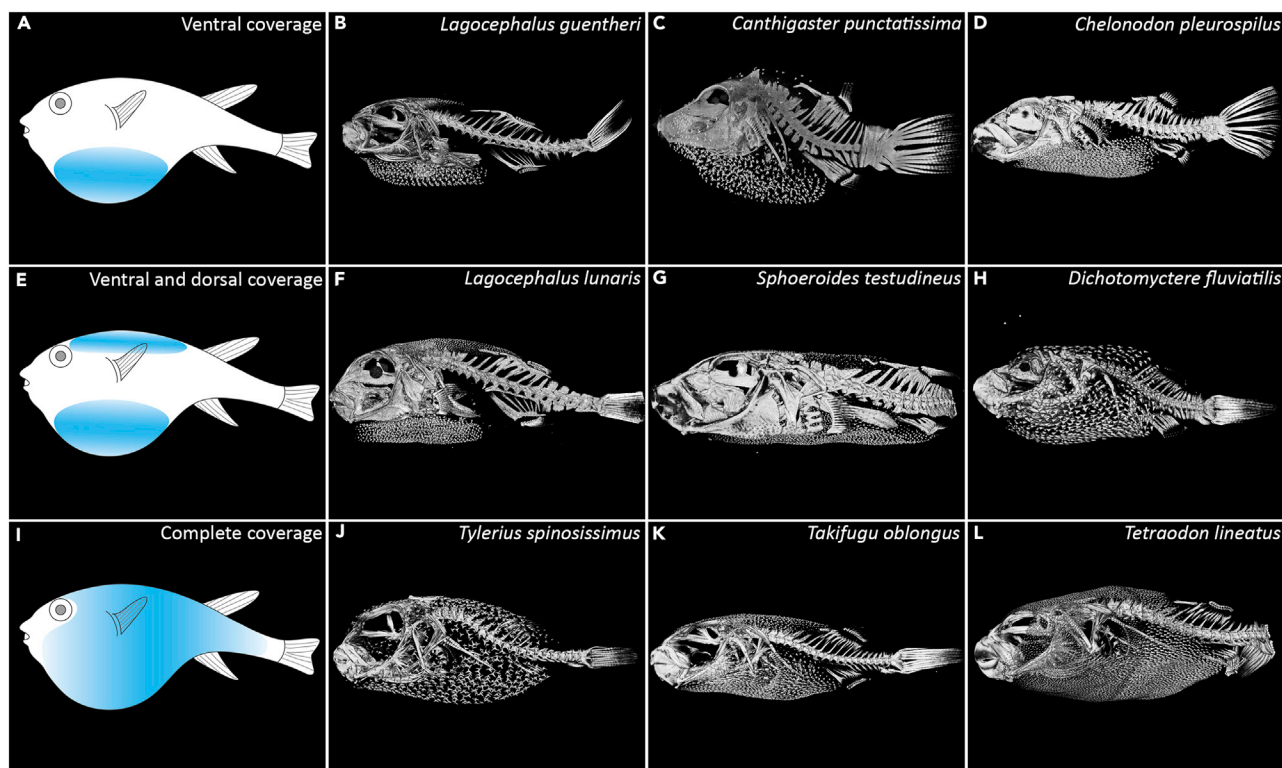 A Ventral coverage
B Lagocephalus guentheri
C Canthigaster punctatissima
D Chelonodon pleurospilus
E Ventral and dorsal coverage
F Lagocephalus lunaris
G Sphoeroides testudineus
H Dichotomyctere fluviatilis
I Complete coverage
J Tylerius spinosissimus
K Takifugu oblongus
L Tetraodon lineatus